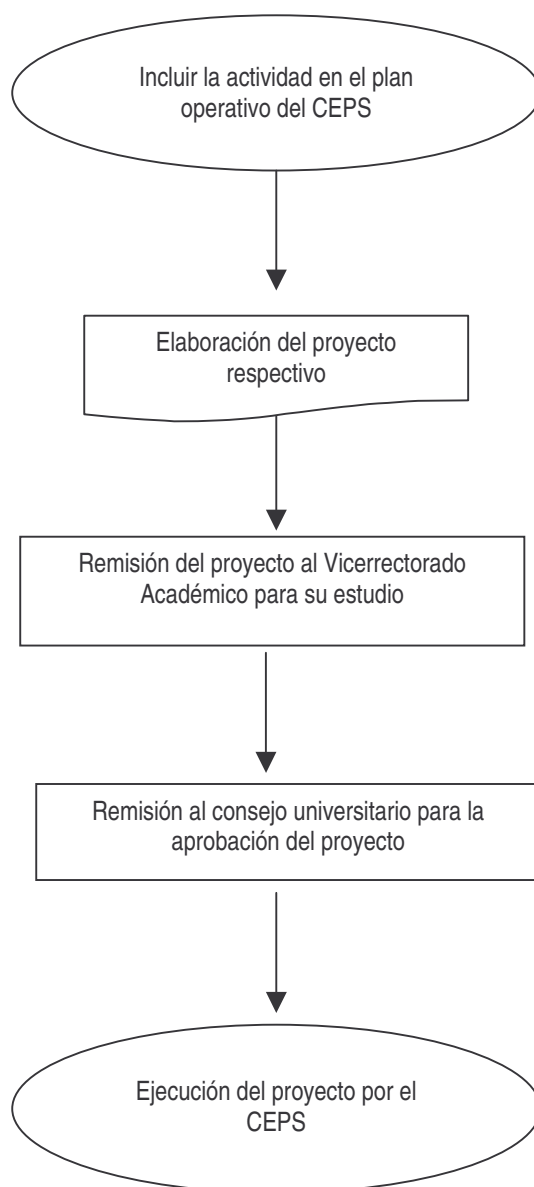 Incluir la actividad en el plan
operativo del CEPS
Elaboración del proyecto
respectivo
Remisión del proyecto al Vicerrectorado
Académico para su estudio
Remisión al consejo universitario para la
aprobación del proyecto
Ejecución del proyecto por el
CEPS